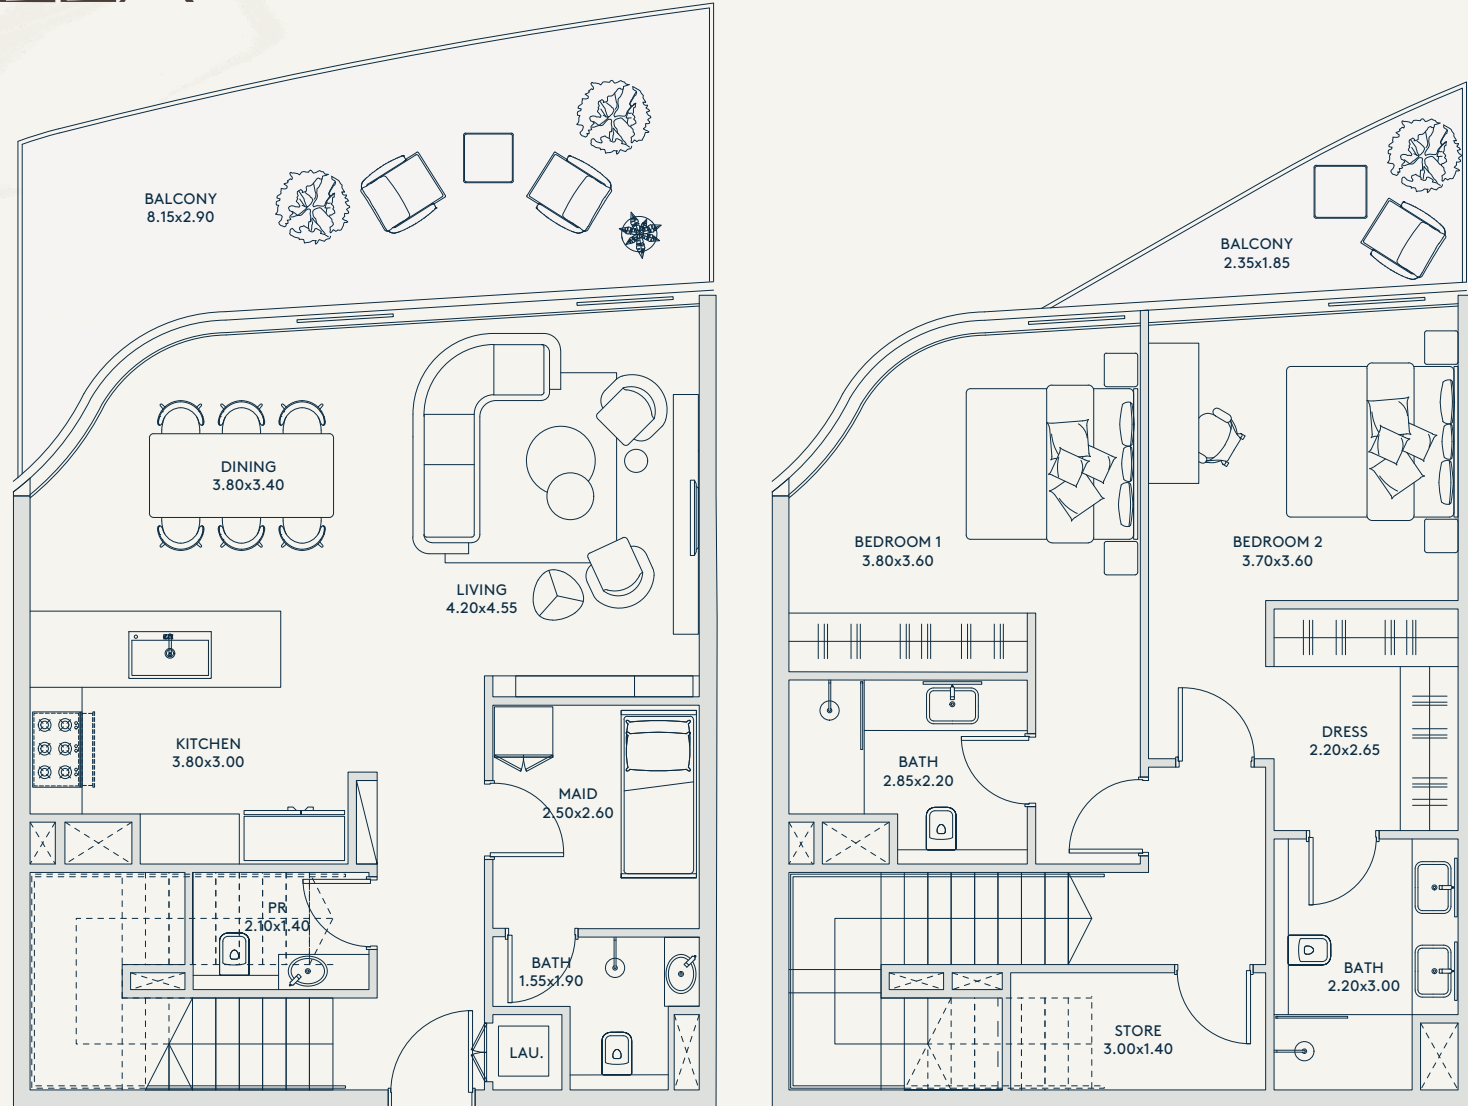 BALCONY
8.15x2.90
DINING
3.80x3.40
LIVING
4.20x4.55
KITCHEN
3.80x3.00
MAID
2.50x2.60
PR
2.10x1.40
BATH
1.55x1.90
LAU.
BALCONY
2.35x1.85
BEDROOM 1
3.80x3.60
BEDROOM 2
3.70x3.60
BATH
2.85x2.20
DRESS
2.20x2.65
BATH
2.20x3.00
STORE
3.00x1.40